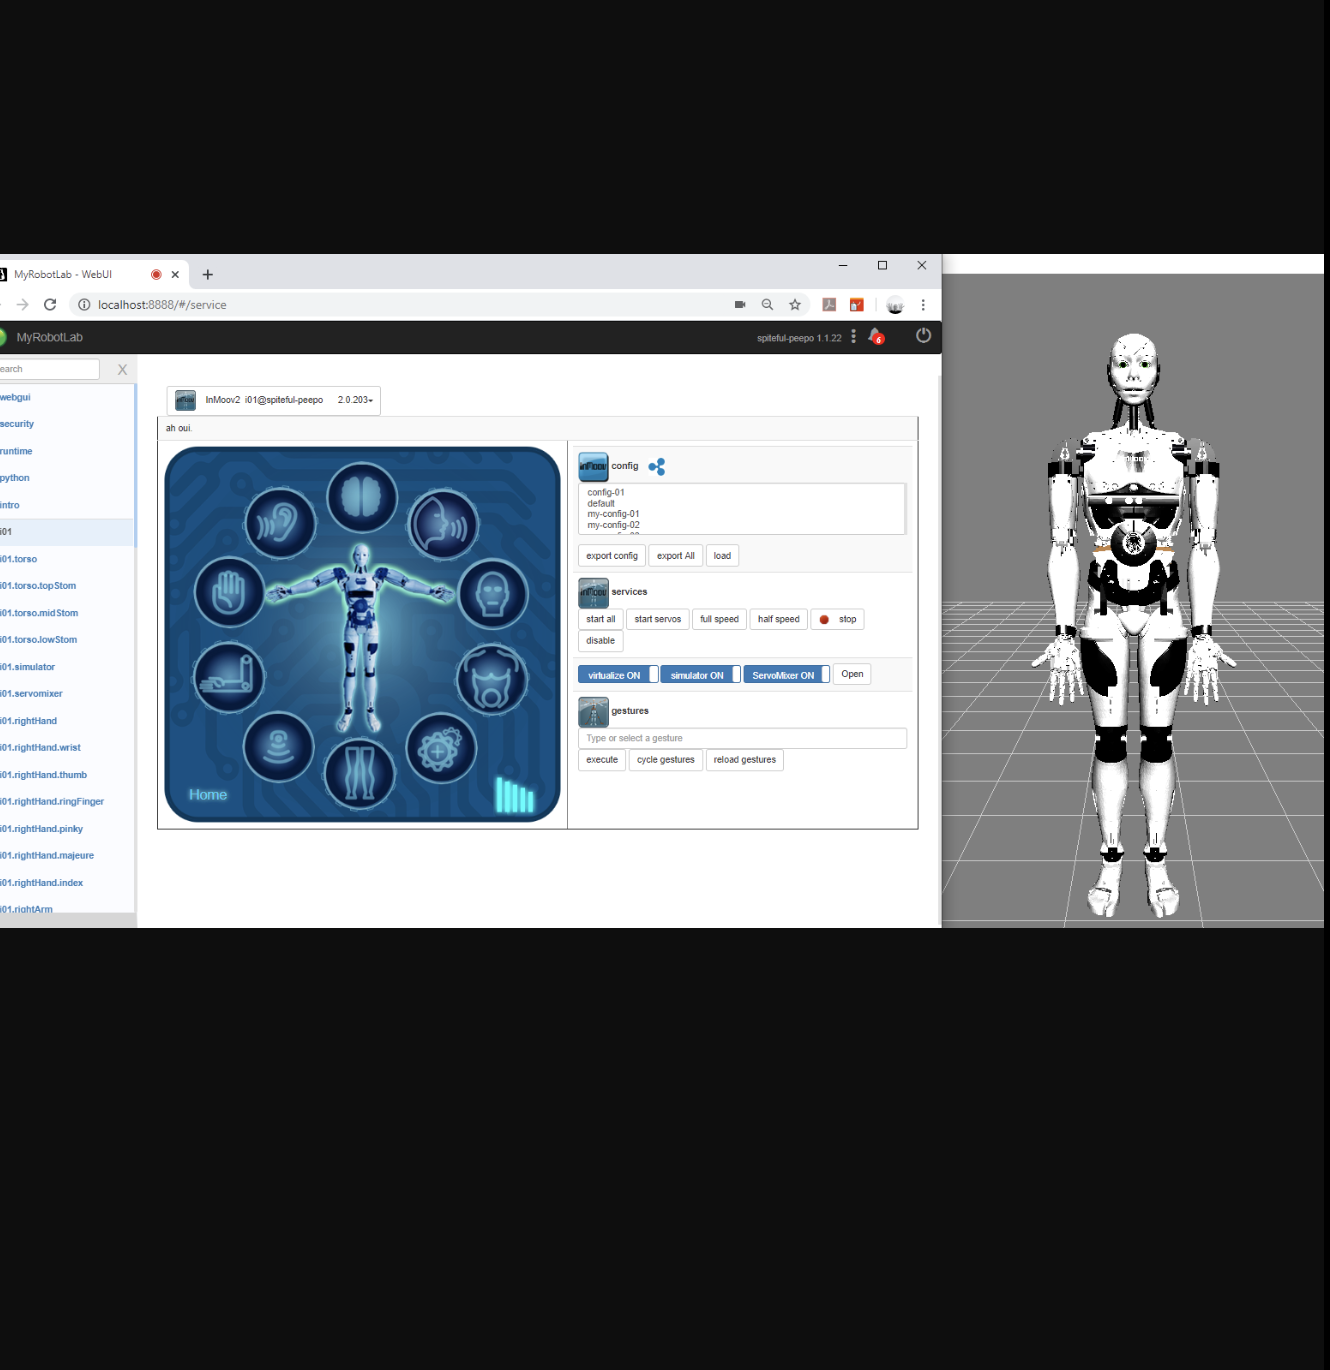 MyRobotLab - WebUI
localhost:8888/#/service
MyRobotLab
spiteful-peepo 1.1.22
6
earch
X
webgui
security
runtime
python
intro
i01
i01.torso
i01.torso.topStom
i01.torso.midStom
i01.torso.lowStom
i01.simulator
i01.servomixer
i01.rightHand
i01.rightHand.wrist
i01.rightHand.thumb
i01.rightHand.ringFinger
i01.rightHand.pinky
i01.rightHand.majeure
i01.rightHand.index
i01.rightArm
InMoov2 i01@spiteful-peepo 2.0.203
ah oui.
Home
config
config-01
default
my-config-01
my-config-02
export config export All load
services
start all start servos full speed half speed stop
disable
virtualize ON simulator ON ServoMixer ON Open
gestures
Type or select a gesture
execute cycle gestures reload gestures